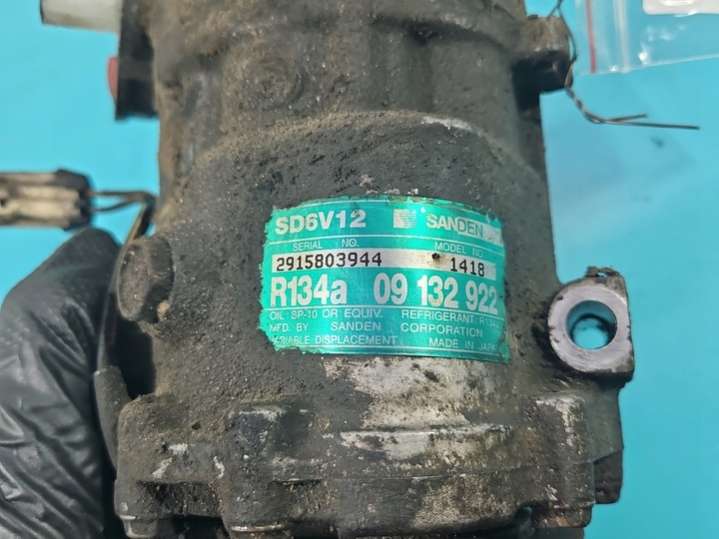 SD6V12 SANDEN
SERIAL NO. MODEL NO.
2915803944 1418
R134a 09 132 922
OIL: SP-10 OR EQUIV. REFRIGERANT:
MFD. BY SANDEN CORPORATION
DISPLACEMENT MADE IN JAPA